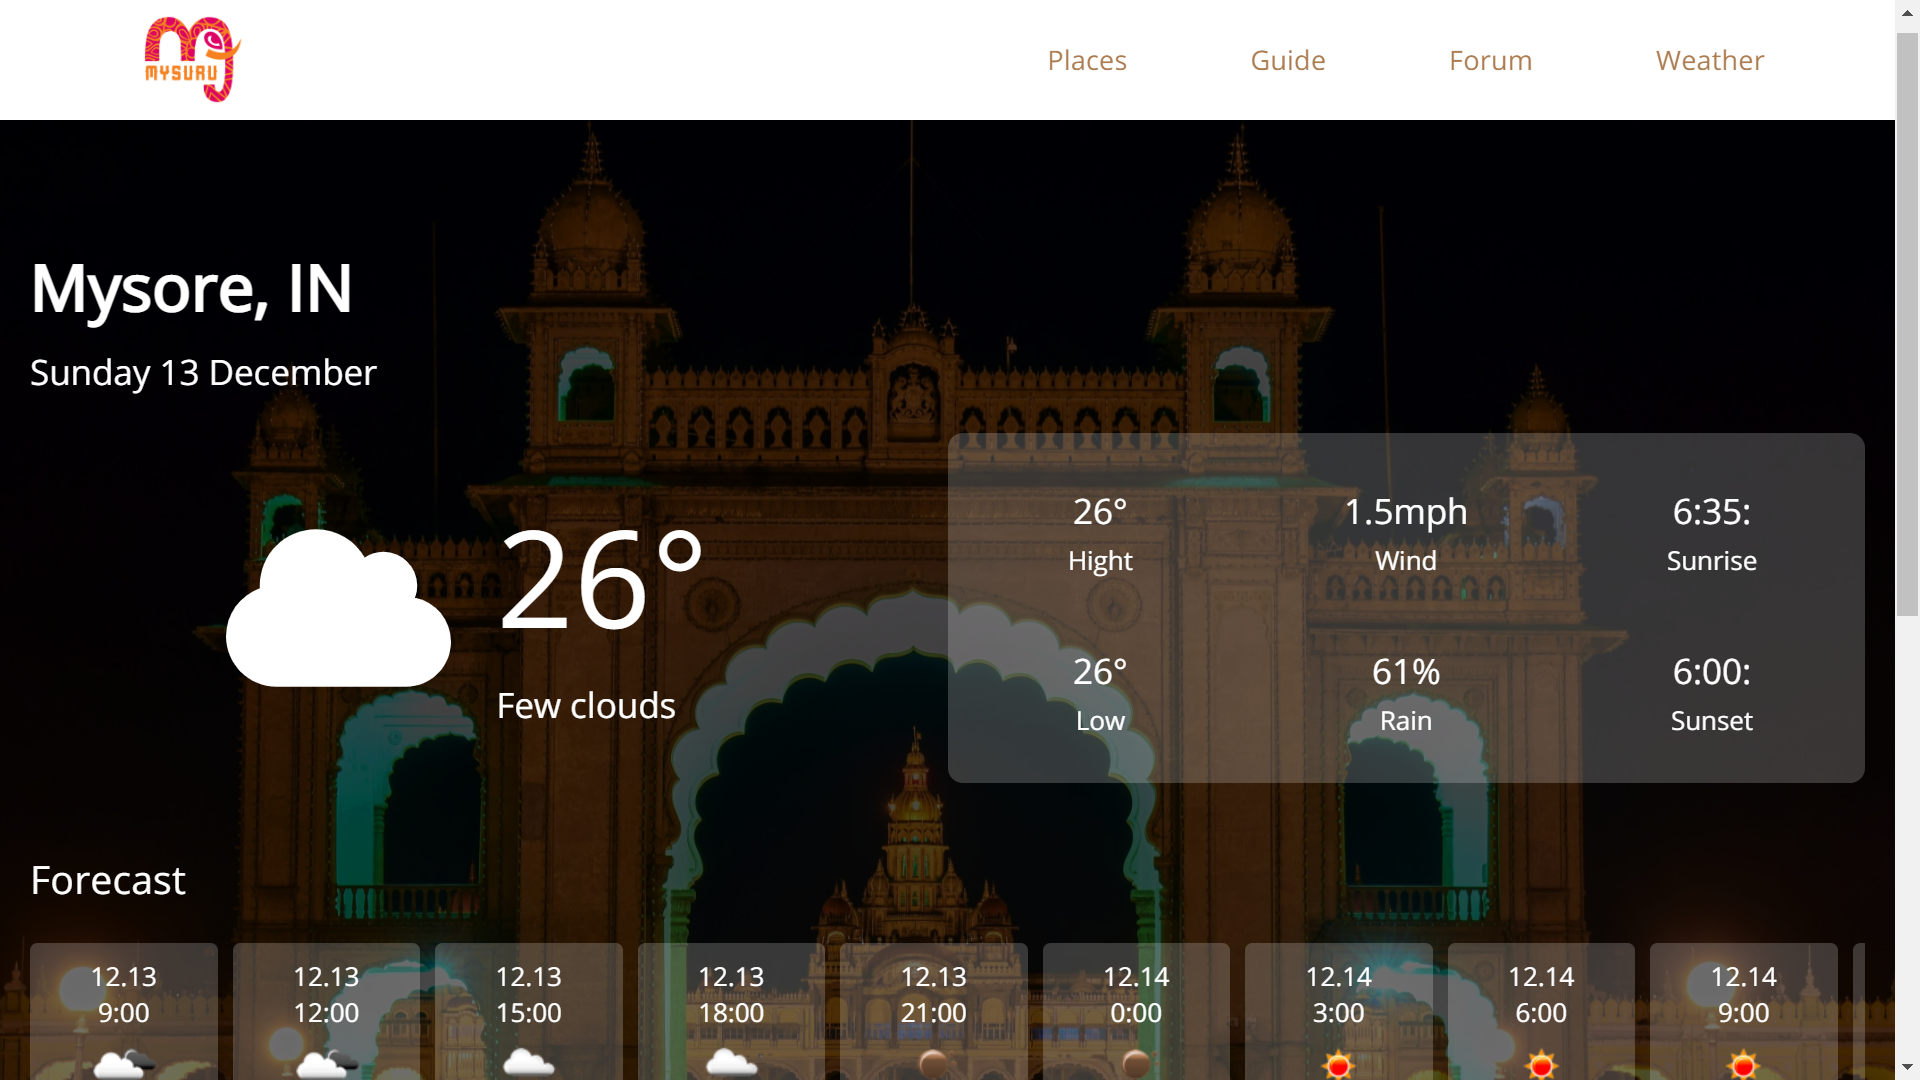 MYSURU
Places
Guide
Forum
Weather
Mysore, IN
Sunday 13 December
26°
Few clouds
26°
Hight
1.5mph
Wind
6:35:
Sunrise
26°
Low
61%
Rain
6:00:
Sunset
Forecast
12.13
9:00
12.13
12:00
12.13
15:00
12.13
18:00
12.13
21:00
12.14
0:00
12.14
3:00
12.14
6:00
12.14
9:00